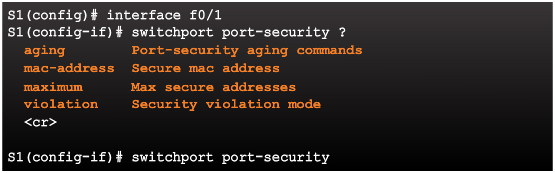 S1(config)# interface f0/1
S1(config-if)# switchport port-security ?
aging Port-security aging commands
mac-address Secure mac address
maximum Max secure addresses
violation Security violation mode
<cr>
S1(config-if)# switchport port-security